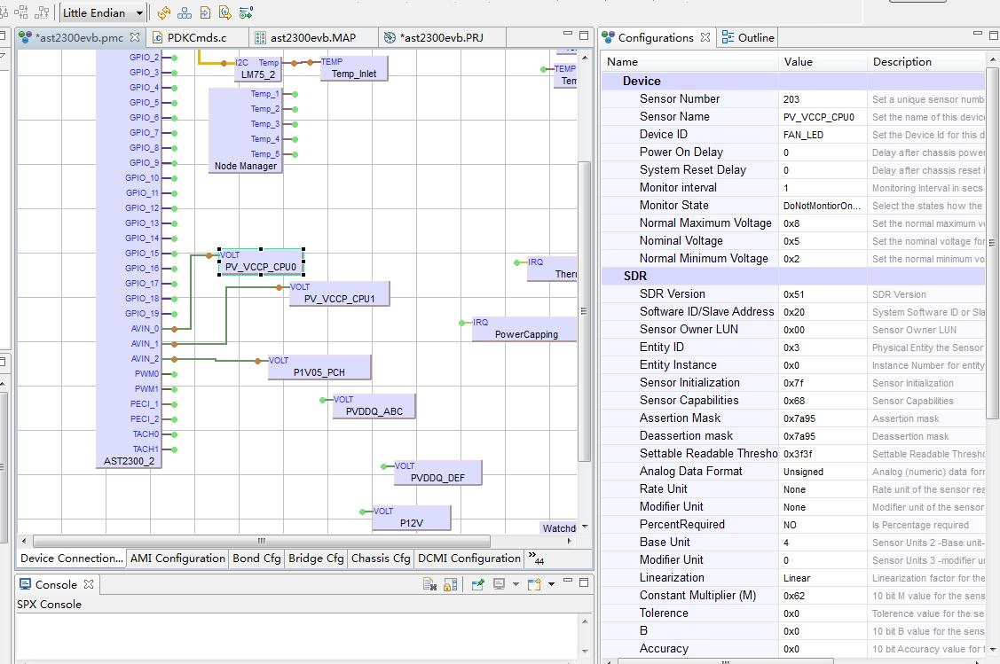 Little Endian
*ast2300evb.pmc
PDKCmds.c
ast2300evb.MAP
*ast2300evb.PRJ
GPIO_2
GPIO_3
GPIO_4
GPIO_5
GPIO_6
GPIO_7
GPIO_8
GPIO_9
GPIO_10
GPIO_11
GPIO_12
GPIO_13
GPIO_14
GPIO_15
GPIO_16
GPIO_17
GPIO_18
GPIO_19
AVIN_0
AVIN_1
AVIN_2
PWM0
PWM1
PECI_1
PECI_2
TACH0
TACH1
AST2300_2
I2C Temp
LM75_2
TEMP
Temp_Inlet
TEMP
Tem
Temp_1
Temp_2
Temp_3
Temp_4
Temp_5
Node Manager
VOLT
PV_VCCP_CPU0
VOLT
PV_VCCP_CPU1
IRQ
Ther
IRQ
PowerCapping
VOLT
P1V05_PCH
VOLT
PVDDQ_ABC
VOLT
PVDDQ_DEF
VOLT
P12V
Watchd
Device Connection... AMI Configuration Bond Cfg Bridge Cfg Chassis Cfg DCMI Configuration »44
Console
SPX Console
Configurations Outline
Name Value Description
Device
Sensor Number 203 Set a unique sensor numb
Sensor Name PV_VCCP_CPU0 Set the name of this device
Device ID FAN_LED Set the Device Id for this d
Power On Delay 0 Delay after chassis power
System Reset Delay 0 Delay after chassis reset i
Monitor interval 1 Monitoring Interval in secs
Monitor State DoNotMontiorOn... Select the states how the
Normal Maximum Voltage 0x8 Set the normal maximum v
Nominal Voltage 0x5 Set the nominal voltage for
Normal Minimum Voltage 0x2 Set the normal minimum vo
SDR
SDR Version 0x51 SDR Version
Software ID/Slave Address 0x20 System Software ID or Sla
Sensor Owner LUN 0x00 Sensor Owner LUN
Entity ID 0x3 Physical Entity the Sensor
Entity Instance 0x0 Instance Number for entity
Sensor Initialization 0x7f Sensor Initialization
Sensor Capabilities 0x68 Sensor Capabilities
Assertion Mask 0x7a95 Assertion mask
Deassertion mask 0x7a95 Deassertion mask
Settable Readable Thresho 0x3f3f Settable Readable Thresho
Analog Data Format Unsigned Analog (numeric) data forr
Rate Unit None Rate unit of the sensor rea
Modifier Unit None Modifier unit of the sensor
PercentRequired NO Is Percentage required
Base Unit 4 Sensor Units 2 -Base unit-
Modifier Unit 0 Sensor Units 3 -modifier u
Linearization Linear Linearization factor for the
Constant Multiplier (M) 0x62 10 bit M value for the sens
Tolerence 0x0 Tolerence value for the se
B 0x0 10 bit B value for the sens
Accuracy 0x0 10 bit Accuracy value for t